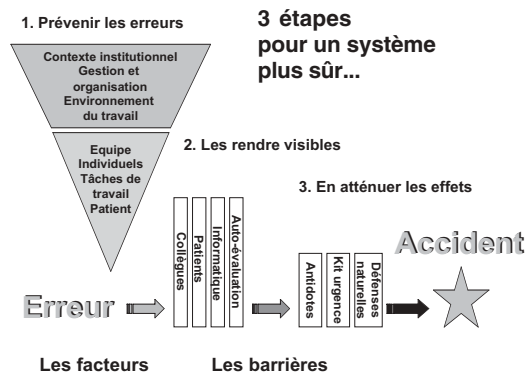 1. Prévenir les erreurs
3 étapes
pour un système
plus sûr...
Contexte institutionnel
Gestion et
organisation
Environnement
du travail
Equipe
Individuels
Tâches de
travail
Patient
2. Les rendre visibles
3. En atténuer les effets
Collègues
Patients
Informatique
Auto-évaluation
Antidotes
Kit urgence
Défenses
naturelles
Accident
Erreur
Les facteurs
Les barrières